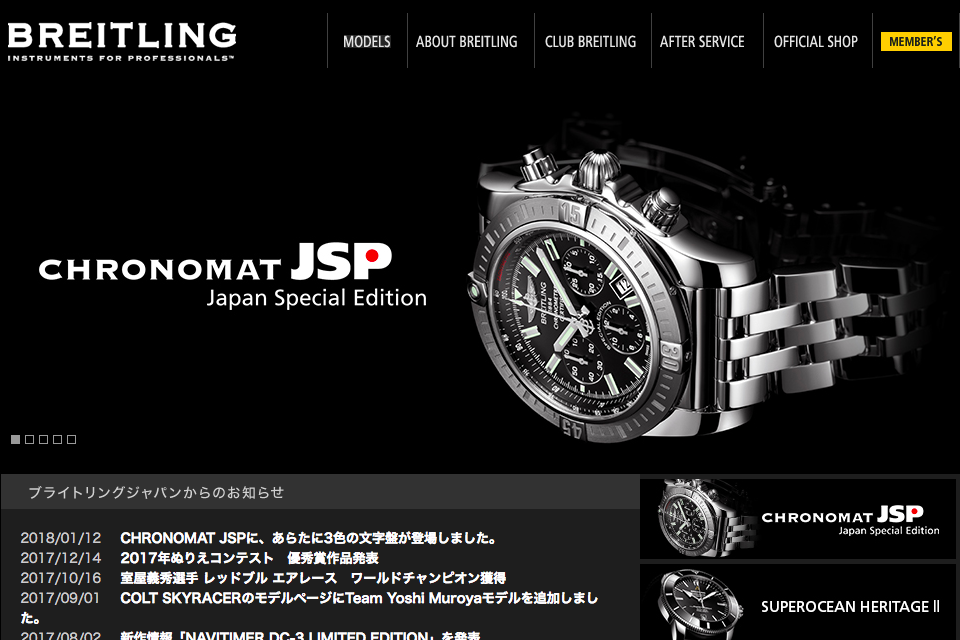 BREITLING
INSTRUMENTS FOR PROFESSIONALS™
MODELS
ABOUT BREITLING
CLUB BREITLING
AFTER SERVICE
OFFICIAL SHOP
MEMBER'S
CHRONOMAT JSP
Japan Special Edition
15
30
45
BREITLING
1884
12
SPECIAL EDITION
ブライトリングジャパンからのお知らせ
2018/01/12 CHRONOMAT JSPに、あらたに3色の文字盤が登場しました。
2017/12/14 2017年ぬりえコンテスト 優秀賞作品発表
2017/10/16 室屋義秀選手 レッドブル エアレース ワールドチャンピオン獲得
2017/09/01 COLT SKYRACERのモデルページにTeam Yoshi Muroyaモデルを追加しまし
た。
2017/08/02 新作情報「NAVITIMER DC-3 LIMITED EDITION」を発表
CHRONOMAT JSP
Japan Special Edition
SUPEROCEAN HERITAGE II